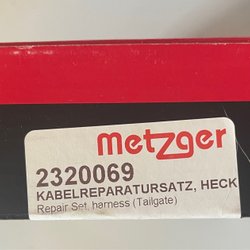 metzger
2320069
KABELREPARATURSATZ, HECK
Repair Set, harness (Tailgate)